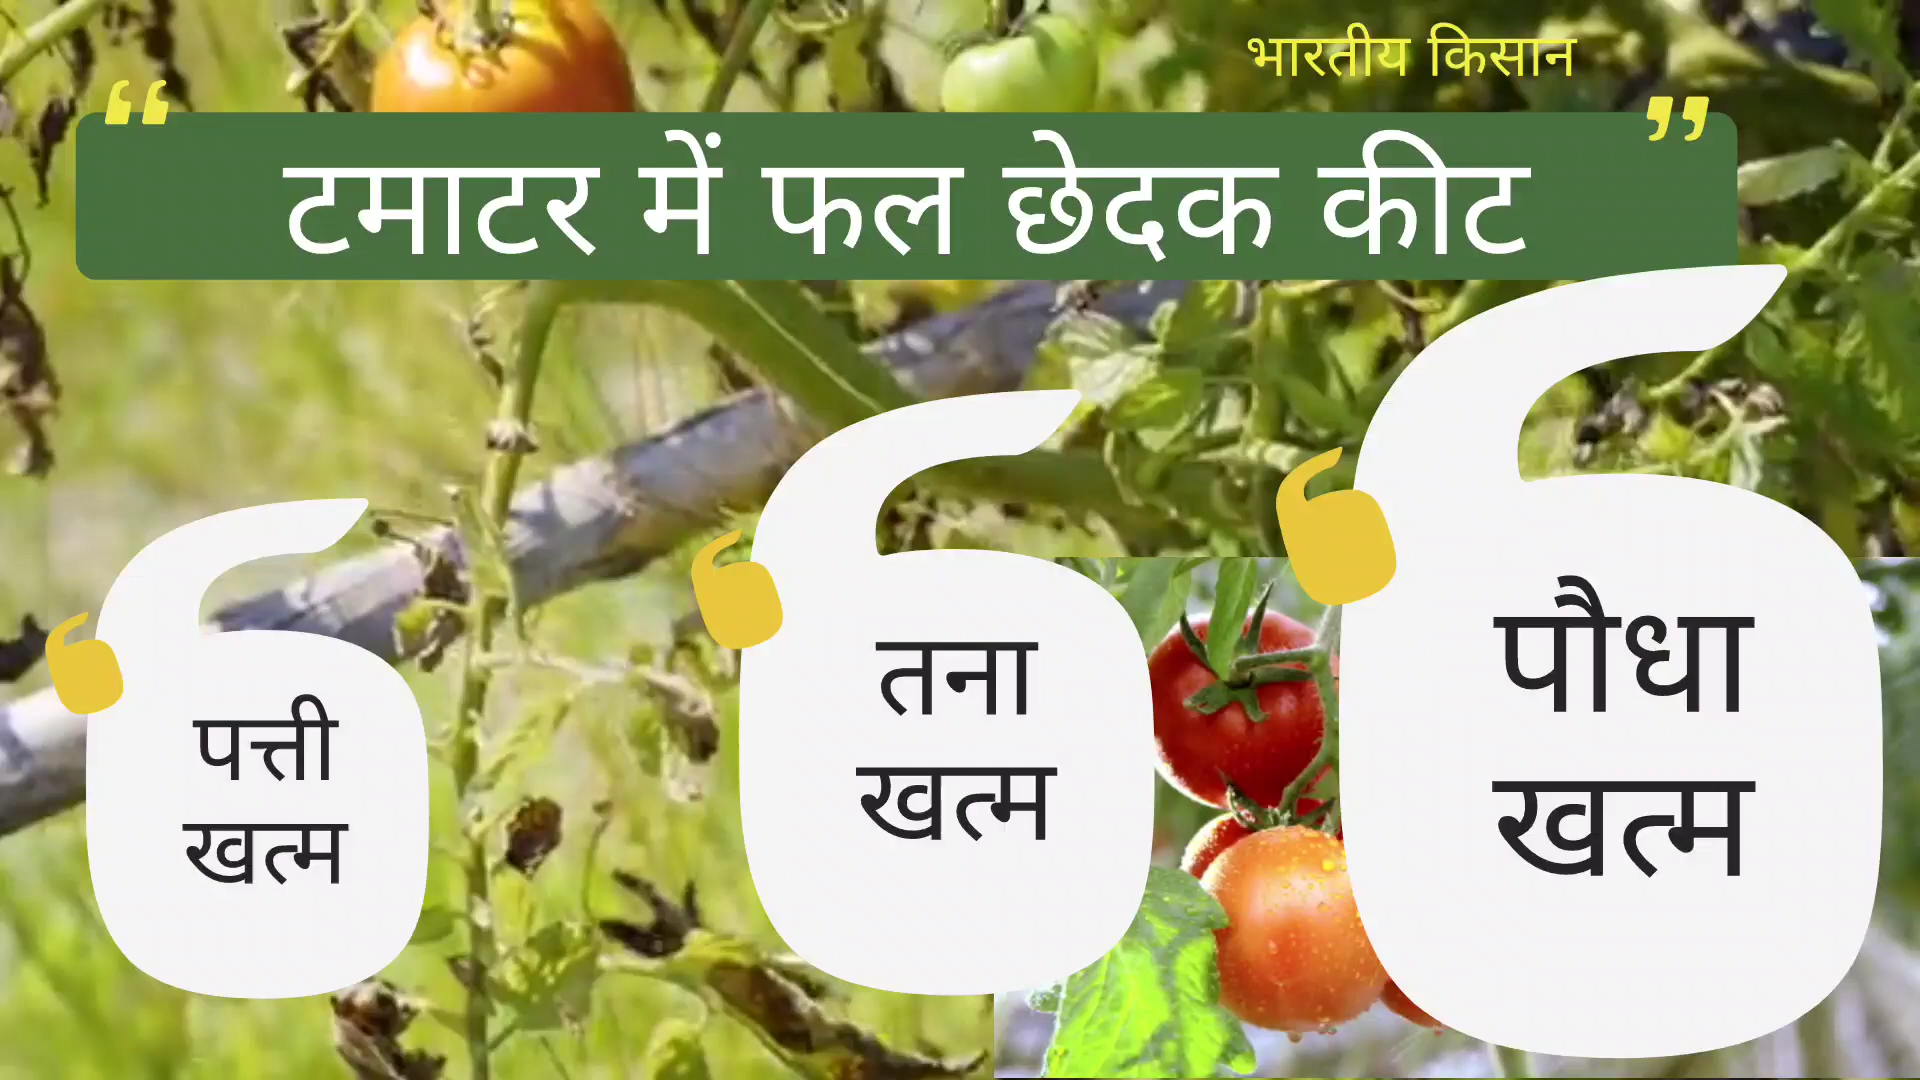 भारतीय किसान
“ टमाटर में फल छेदक कीट ”
पत्ती
खत्म
तना
खत्म
पौधा
खत्म